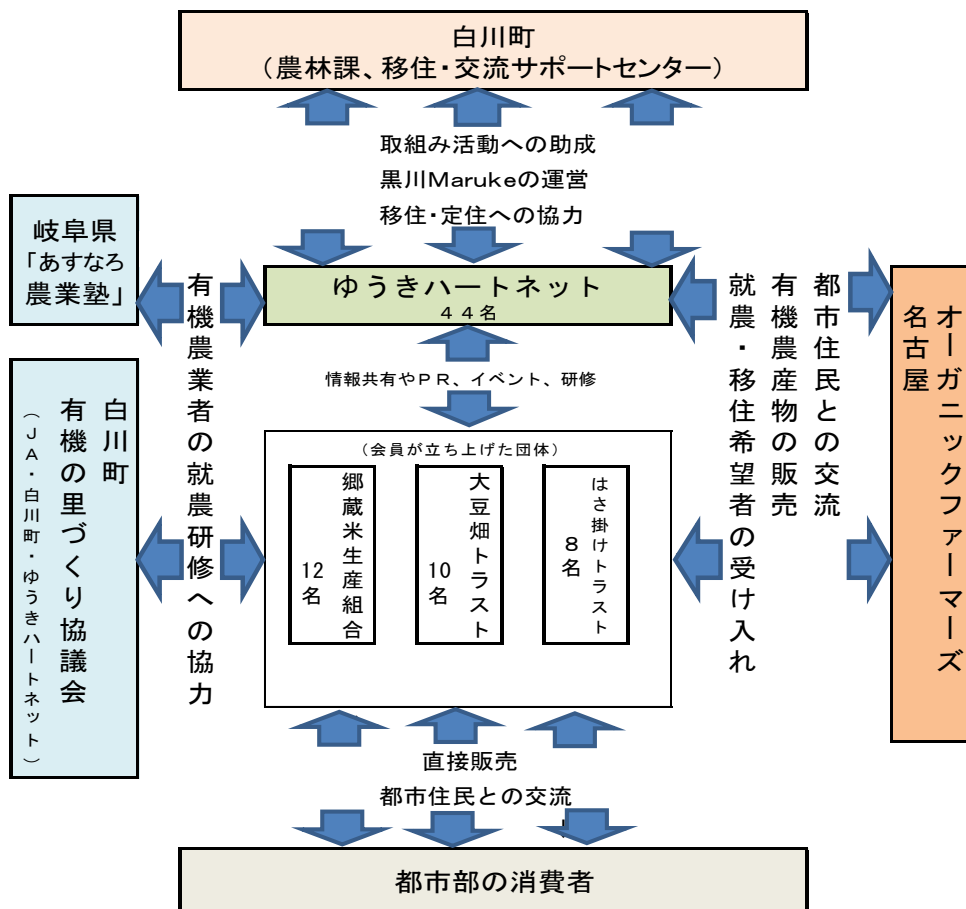 白川町
（農林課、移住・交流サポートセンター）
取組み活動への助成
黒川Marukeの運営
移住・定住への協力
岐阜県
「あすなろ
農業塾」
有機農業者の就農研修への協力
ゆうきハートネット
４４名
都市住民との交流
有機農産物の販売
就農・移住希望者の受け入れ
オーガニックファーマーズ
名古屋
情報共有やＰＲ、イベント、研修
白川町
有機の里づくり協議会
（ＪＡ・白川町・ゆうきハートネット）
（会員が立ち上げた団体）
郷蔵米生産組合
12名
大豆畑トラスト
10名
はさ掛けトラスト
８名
直接販売
都市住民との交流
都市部の消費者